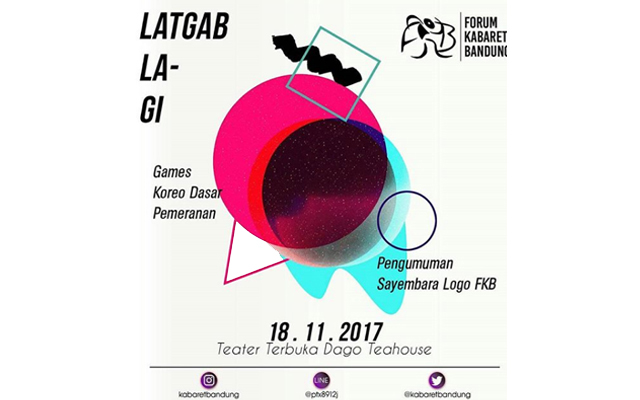 LATGAB
LA-
GI
FORUM
KABARET
BANDUNG
Games
Koreo Dasar
Pemeranan
Pengumuman
Sayembara Logo FKB
18 . 11 . 2017
Teater Terbuka Dago Teahouse
LINE
kabaretbandung
@ptx8912j
@kabaretbandung